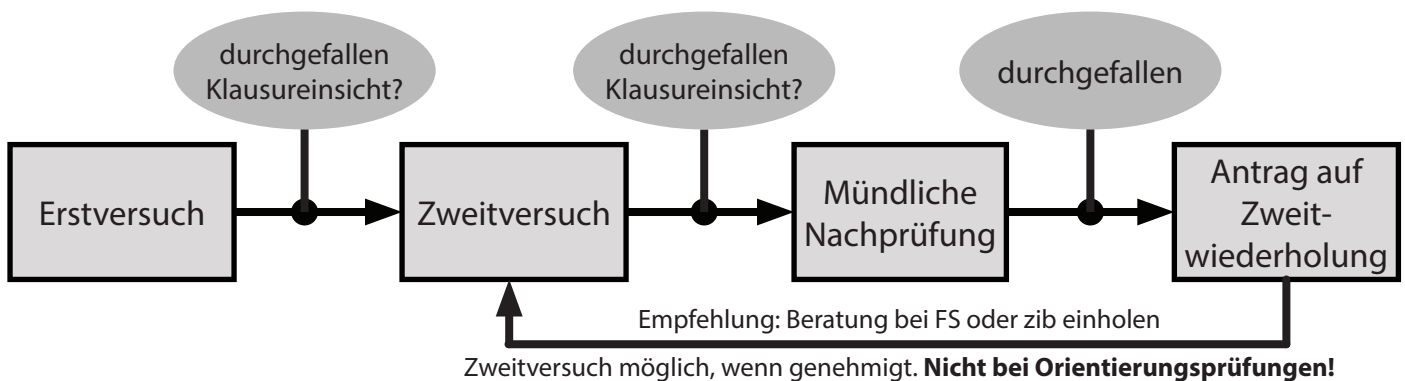 durchgefallen
Klausureinsicht?
durchgefallen
Klausureinsicht?
durchgefallen
Erstversuch
Zweitversuch
Mündliche
Nachprüfung
Antrag auf
Zweit-
wiederholung
Empfehlung: Beratung bei FS oder zib einholen
Zweitversuch möglich, wenn genehmigt. Nicht bei Orientierungsprüfungen!